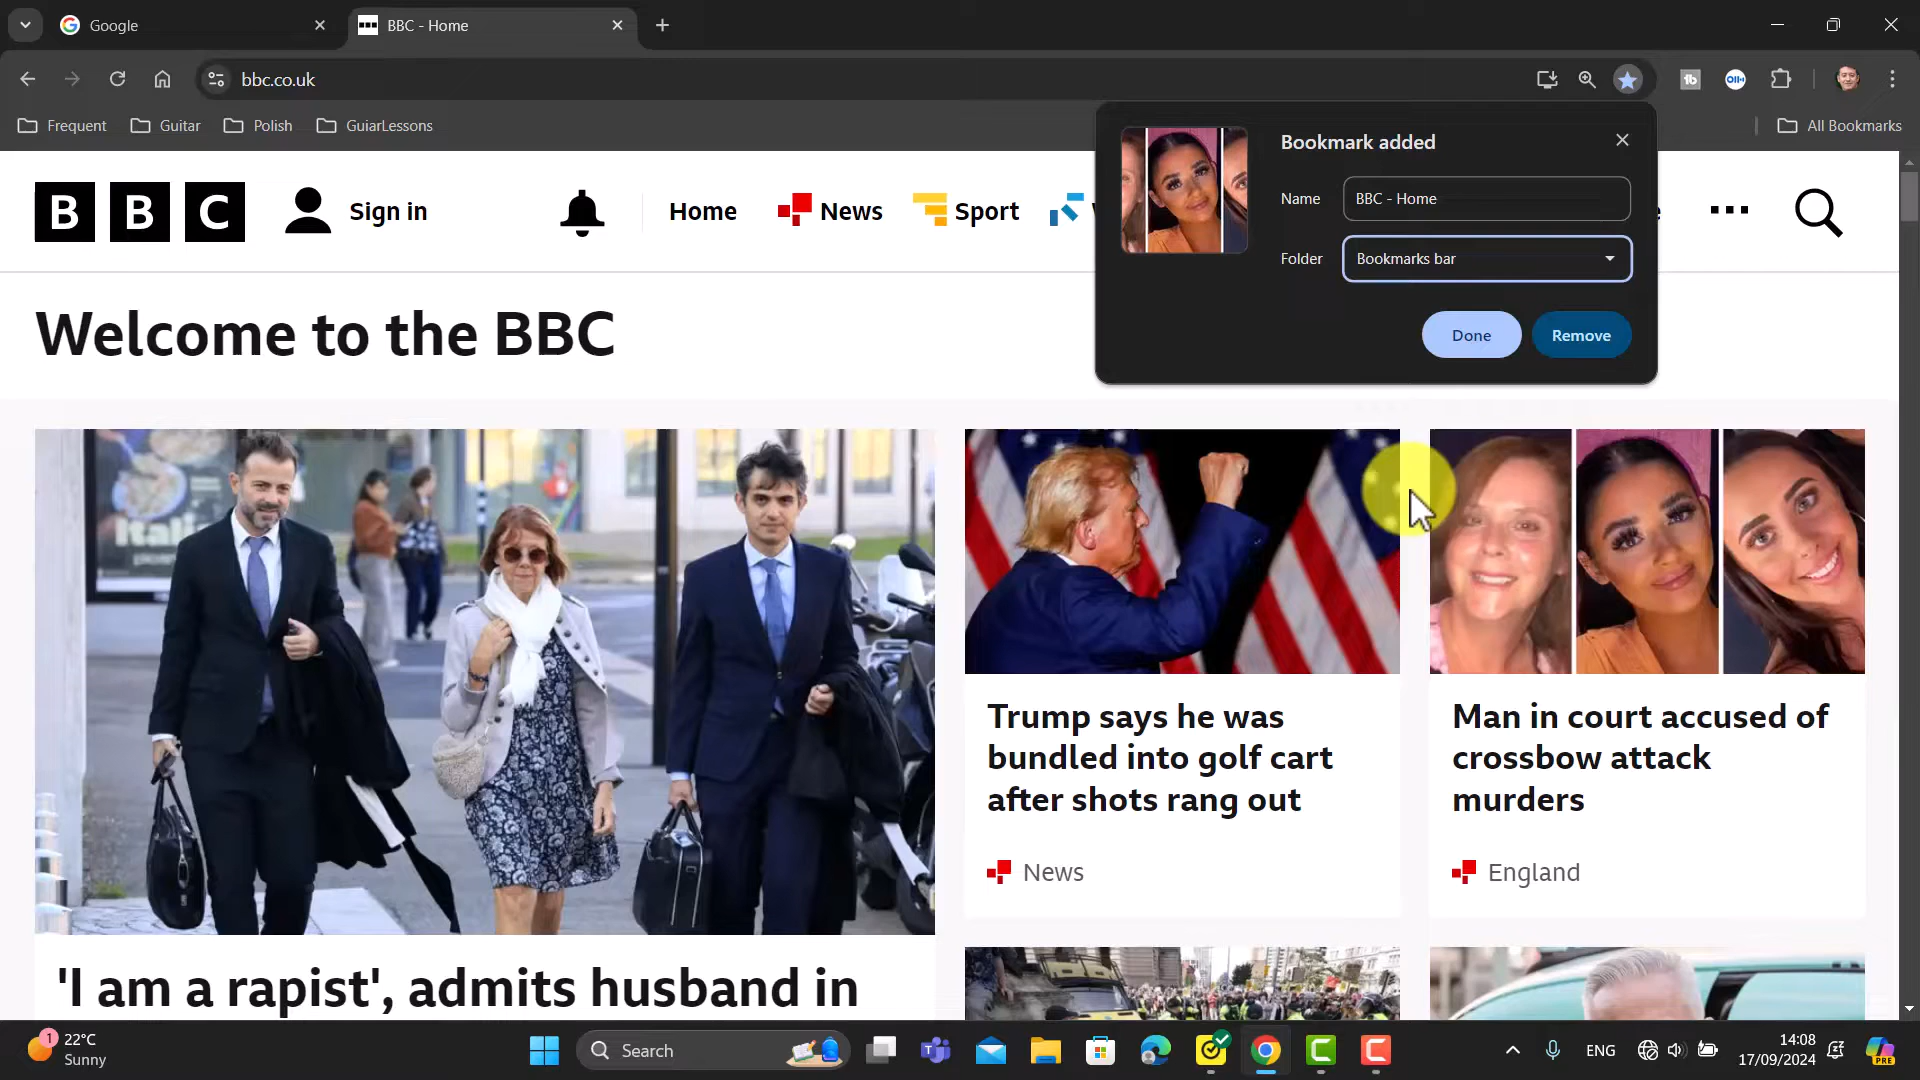 Google
BBC - Home
bbc.co.uk
Frequent
Guitar
Polish
GuiarLessons
All Bookmarks
Bookmark added
Name
BBC - Home
Folder
Bookmarks bar
Done
Remove
BBC
Sign in
Home
News
Sport
Welcome to the BBC
Trump says he was
bundled into golf cart
after shots rang out
News
Man in court accused of
crossbow attack
murders
England
'I am a rapist', admits husband in
1
22°C
Sunny
Search
ENG
14:08
17/09/2024
PRE